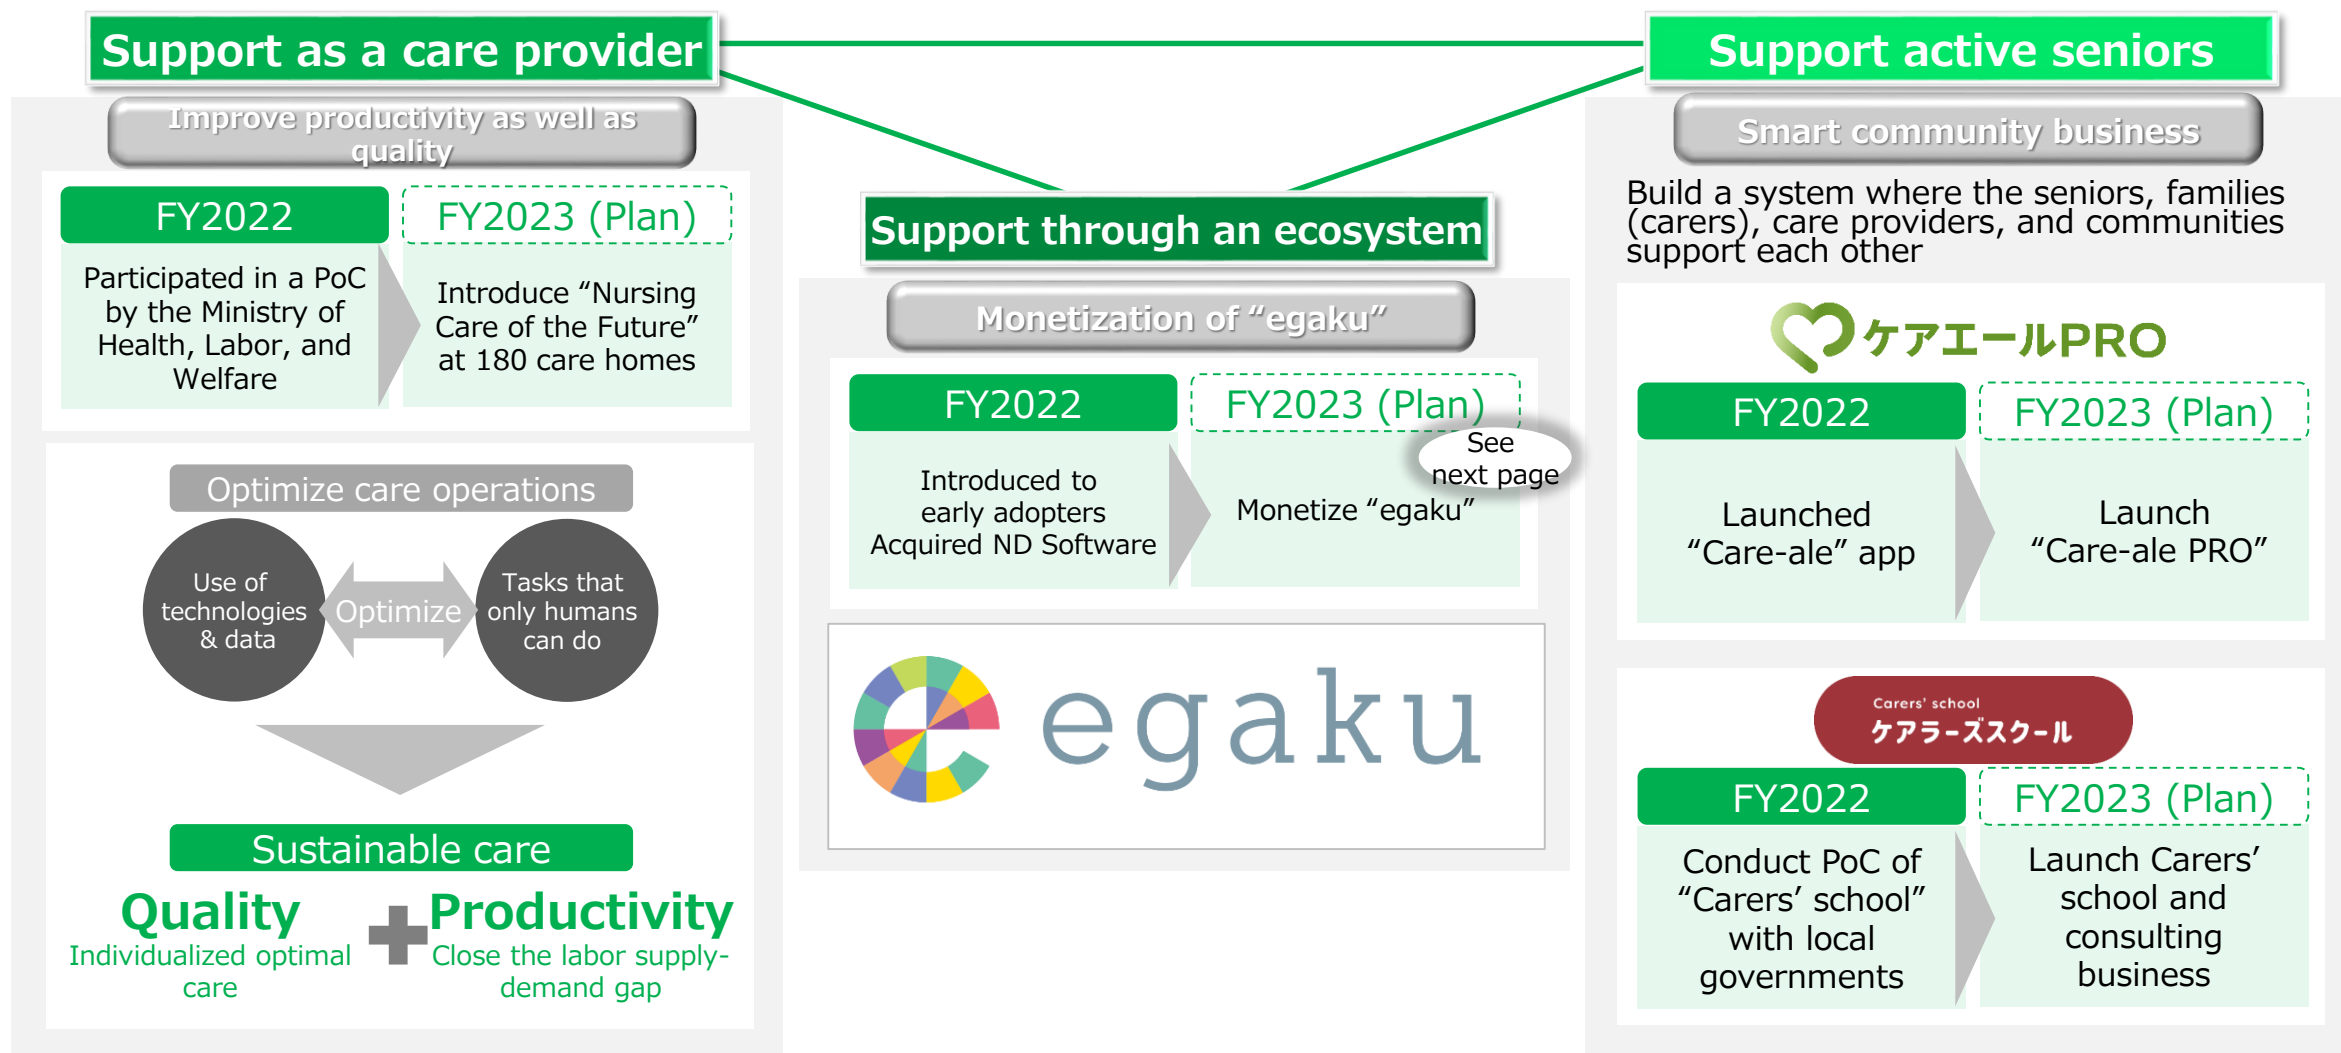 Support as a care provider
Improve productivity as well as
quality
FY2022
FY2023 (Plan)
Participated in a PoC
by the Ministry of
Health, Labor, and
Welfare
Introduce “Nursing
Care of the Future”
at 180 care homes
Optimize care operations
Use of
technologies
& data
Optimize
Tasks that
only humans
can do
Sustainable care
Quality
Individualized optimal
care
Productivity
Close the labor supply-
demand gap
Support through an ecosystem
Monetization of “egaku”
FY2022
FY2023 (Plan)
See
next page
Introduced to
early adopters
Acquired ND Software
Monetize “egaku”
egaku
Support active seniors
Smart community business
Build a system where the seniors, families
(carers), care providers, and communities
support each other
ケアエールPRO
FY2022
FY2023 (Plan)
Launched
“Care-ale” app
Launch
“Care-ale PRO”
Carers’ school
ケアラーズスクール
FY2022
FY2023 (Plan)
Conduct PoC of
“Carers’ school”
with local
governments
Launch Carers’
school and
consulting
business